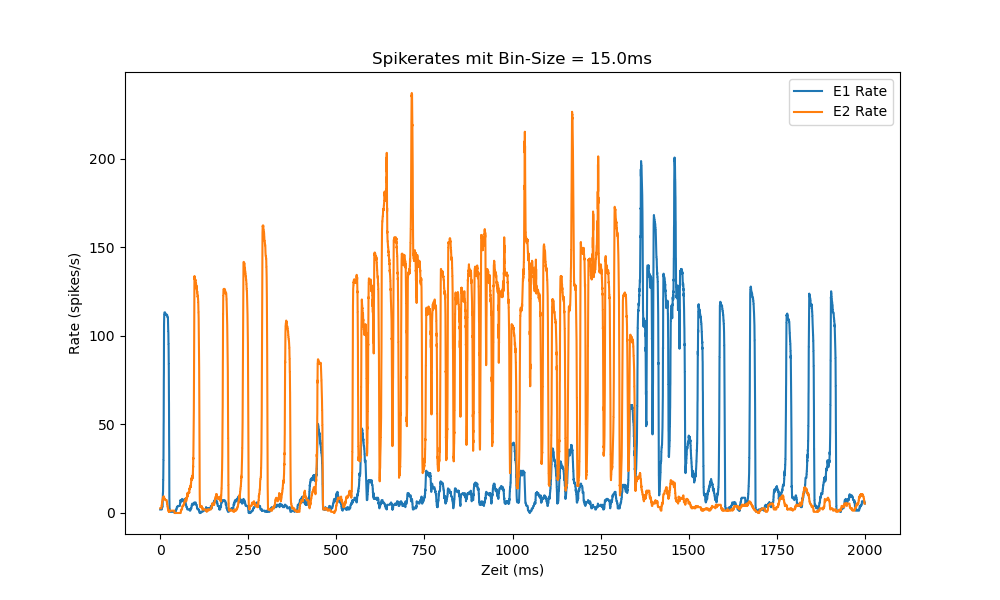 Spikerates mit Bin-Size = 15.0ms
E1 Rate
E2 Rate
Rate (spikes/s)
200
150
100
50
0
0 250 500 750 1000 1250 1500 1750 2000
Zeit (ms)